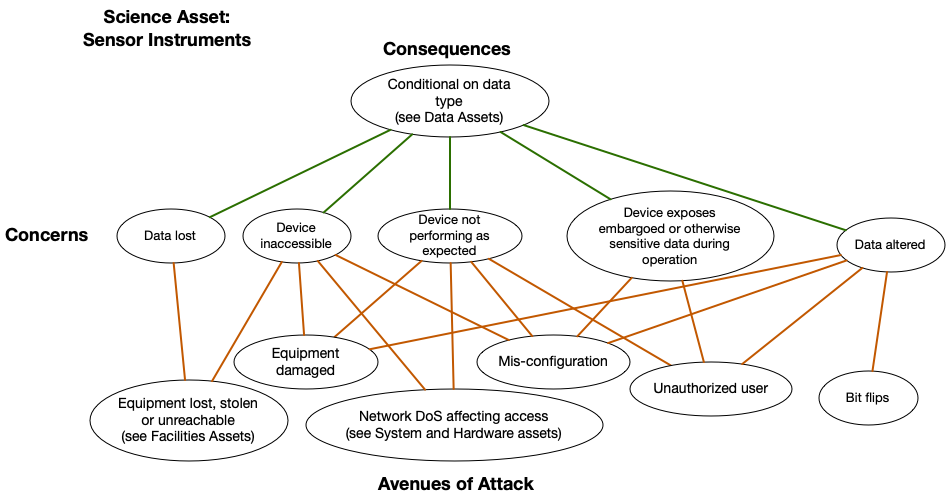 Science Asset:
Sensor Instruments
Consequences
Conditional on data
type
(see Data Assets)
Concerns
Data lost
Device
inaccessible
Device not
performing as
expected
Device exposes
embargoed or otherwise
sensitive data during
operation
Data altered
Equipment
damaged
Mis-configuration
Unauthorized user
Bit flips
Equipment lost, stolen
or unreachable
(see Facilities Assets)
Network DoS affecting access
(see System and Hardware assets)
Avenues of Attack